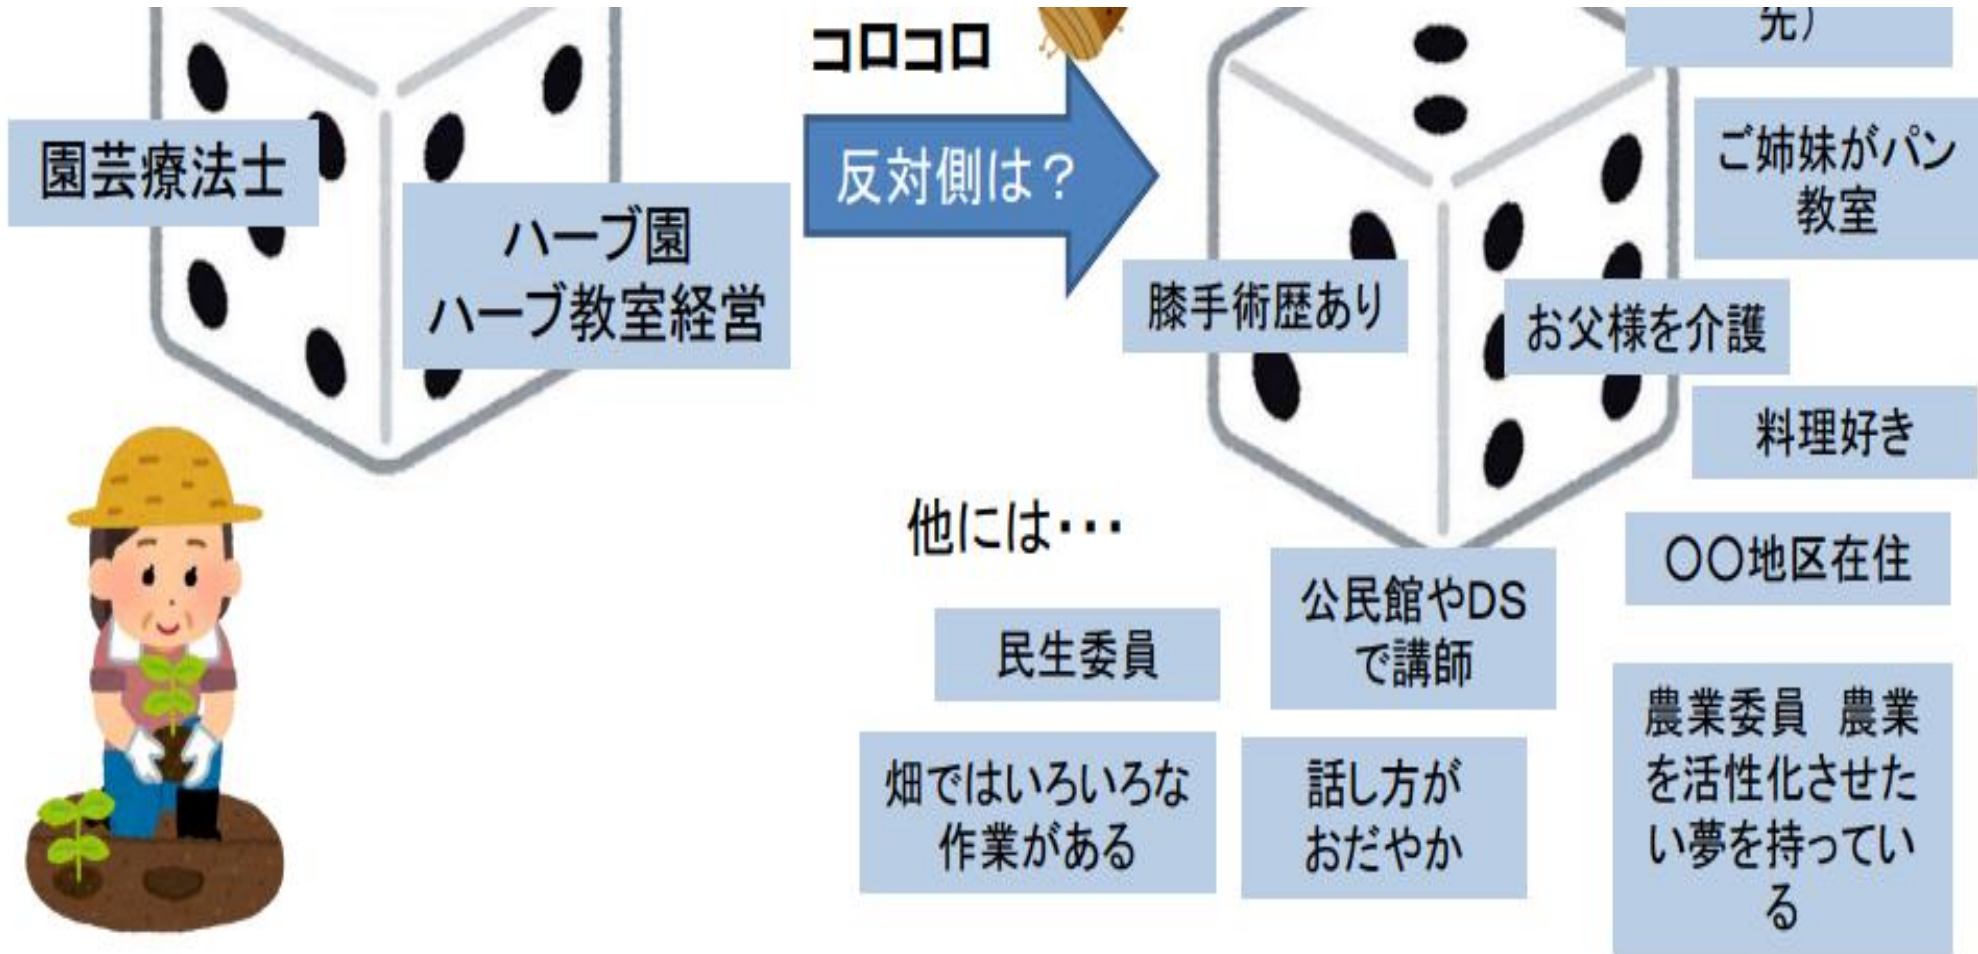 コロコロ
先）
園芸療法士
ハーブ園
ハーブ教室経営
反対側は？
ご姉妹がパン
教室
膝手術歴あり
お父様を介護
料理好き
他には・・・
〇〇地区在住
公民館やDS
で講師
民生委員
畑ではいろいろな
作業がある
話し方が
おだやか
農業委員　農業
を活性化させた
い夢を持ってい
る